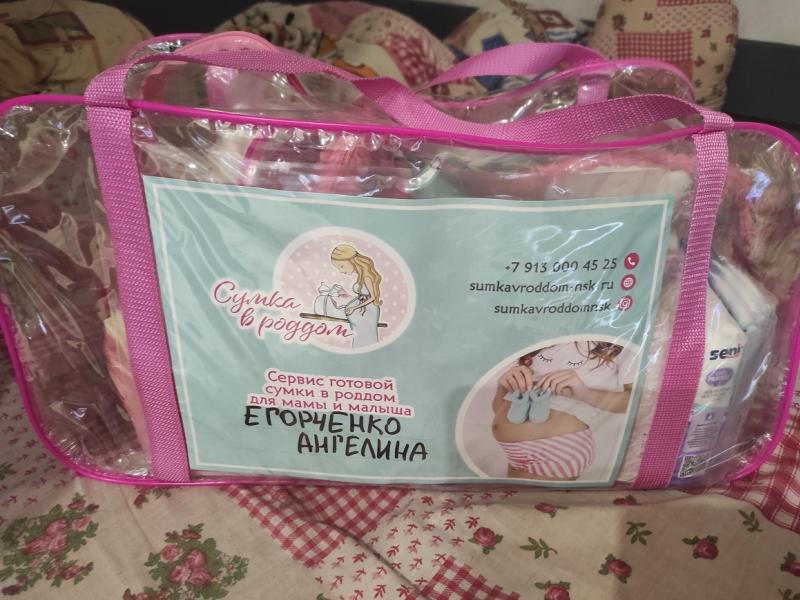 Сумка
в роддом
+7 913 000 45 25
sumkavroddom-nsk.ru
sumkavroddomnsk
Сервис готовой
сумки в роддом
для мамы и малыша
ЕГОРЧЕНКО
АНГЕЛИНА
seni